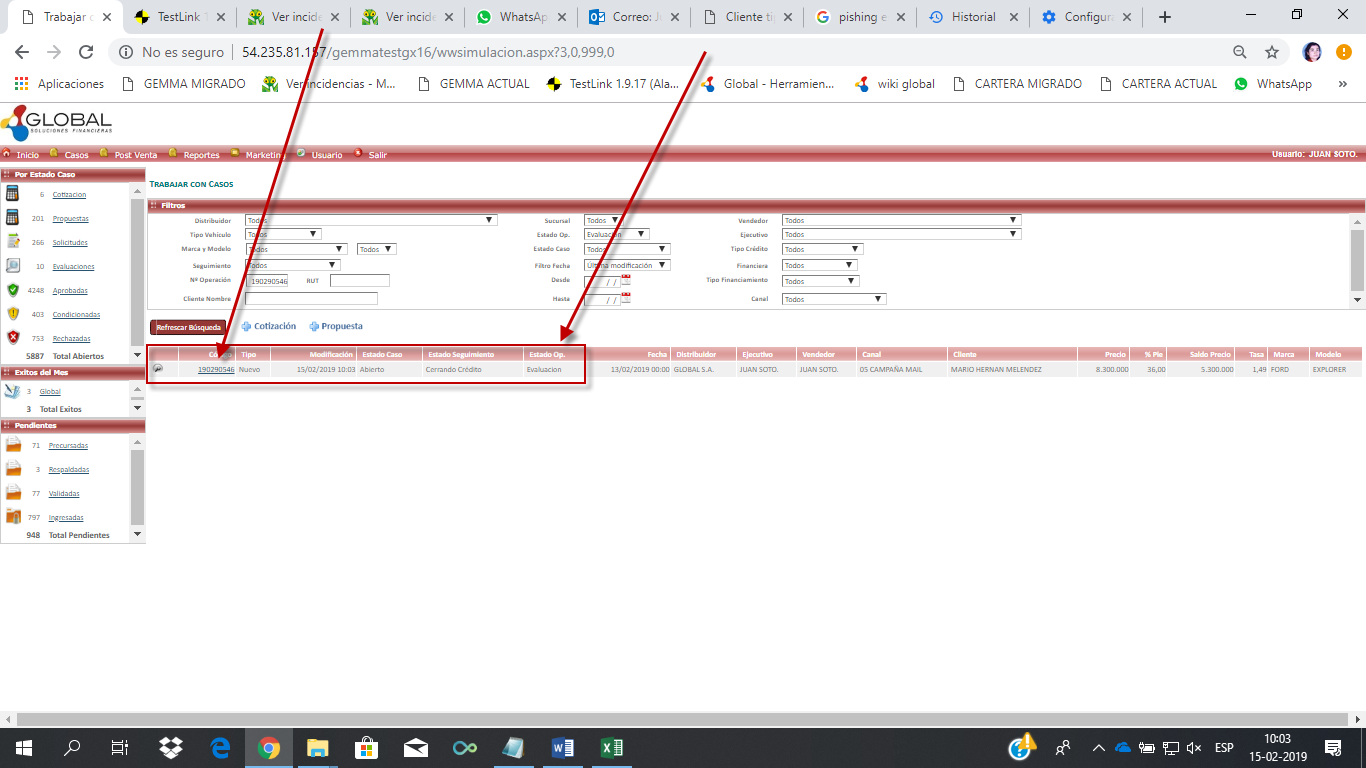 Trabajar c
TestLink 1
Ver incide
Ver incide
WhatsAp
Correo: J
Cliente ti
pishing e
Historial
Configura
No es seguro | 54.235.81.157/gemmatestgx16/wwsimulacion.aspx?3,0,999,0
Aplicaciones
GEMMA MIGRADO
Ver incidencias - M...
GEMMA ACTUAL
TestLink 1.9.17 (Ala...
Global - Herramien...
wiki global
CARTERA MIGRADO
CARTERA ACTUAL
WhatsApp
»
GLOBAL
SOLUCIONES FINANCIERAS
Inicio Casos Post Venta Reportes Marketin Usuario Salir Usuario: JUAN SOTO.
Por Estado Caso
6 Cotizacion
201 Propuestas
266 Solicitudes
10 Evaluaciones
4248 Aprobadas
403 Condicionadas
753 Rechazadas
5887 Total Abiertos
Exitos del Mes
3 Global
3 Total Exitos
Pendientes
71 Precursadas
3 Respaldadas
77 Validadas
797 Ingresadas
948 Total Pendientes
TRABAJAR CON CASOS
Filtros
Distribuidor Todos Sucursal Todos Vendedor Todos
Tipo Vehículo Todos Estado Op. Evaluación Ejecutivo Todos
Marca y Modelo Todos Todos Estado Caso Todos Tipo Crédito Todos
Seguimiento Todos Filtro Fecha Última modificación Financiera Todos
Nº Operación 190290546 RUT Desde / / Tipo Financiamiento Todos
Cliente Nombre Hasta / / Canal Todos
Refrescar Búsqueda Cotización Propuesta
Código Tipo Modificación Estado Caso Estado Seguimiento Estado Op. Fecha Distribuidor Ejecutivo Vendedor Canal Cliente Precio % Pie Saldo Precio Tasa Marca Modelo
190290546 Nuevo 15/02/2019 10:03 Abierto Cerrando Crédito Evaluacion 13/02/2019 00:00 GLOBAL S.A. JUAN SOTO. JUAN SOTO. 05 CAMPAÑA MAIL MARIO HERNAN MELENDEZ 8.300.000 36,00 5.300.000 1,49 FORD EXPLORER
ESP
10:03
15-02-2019